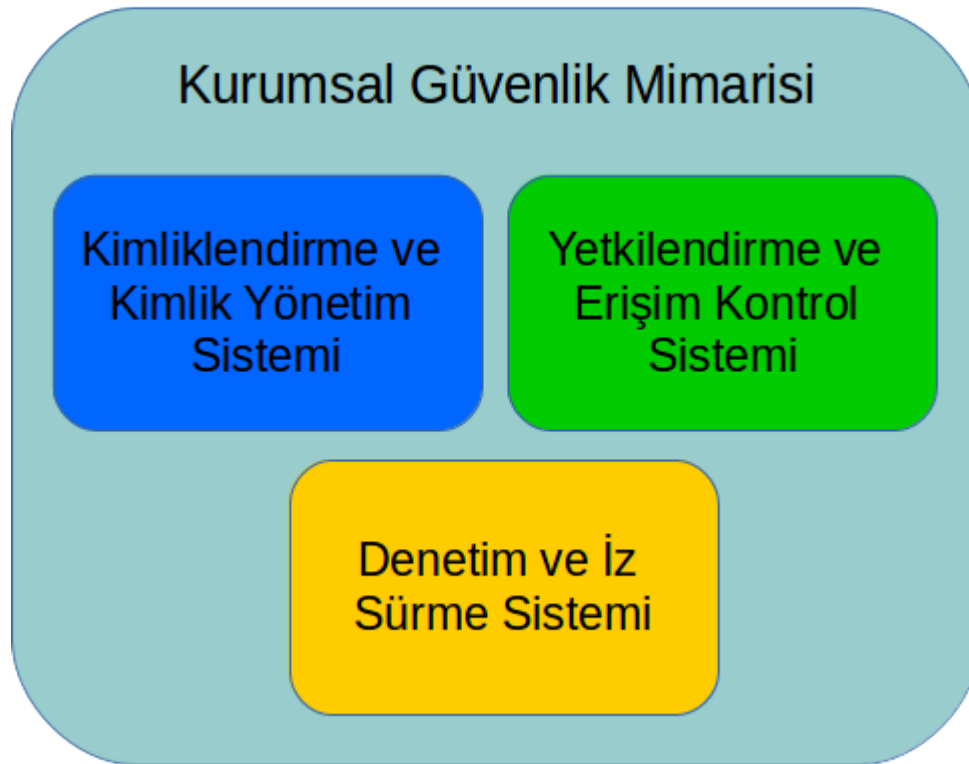 Kurumsal Güvenlik Mimarisi
Kimliklendirme ve
Kimlik Yönetim
Sistemi
Yetkilendirme ve
Erişim Kontrol
Sistemi
Denetim ve İz
Sürme Sistemi